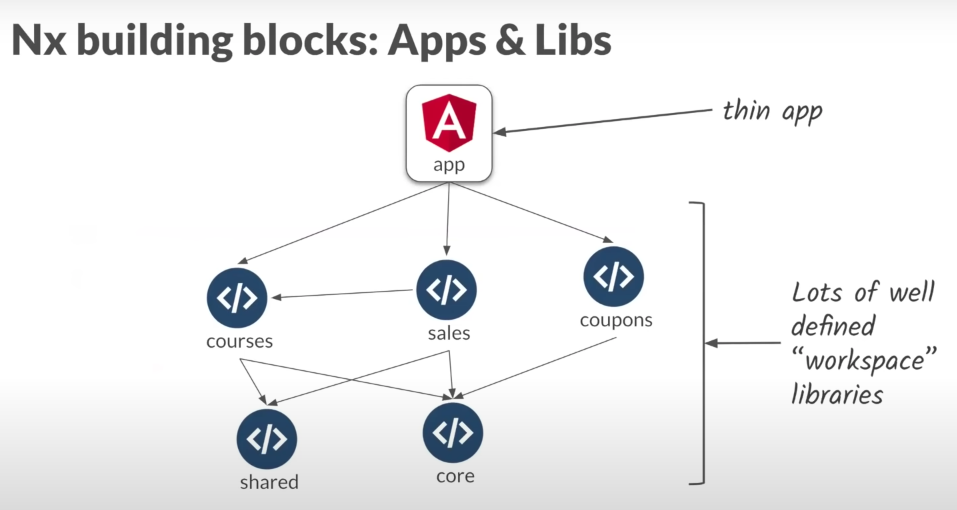 Nx building blocks: Apps & Libs
thin app
A
app
</>
courses
</>
sales
</>
coupons
Lots of well
defined
“workspace”
libraries
</>
shared
</>
core